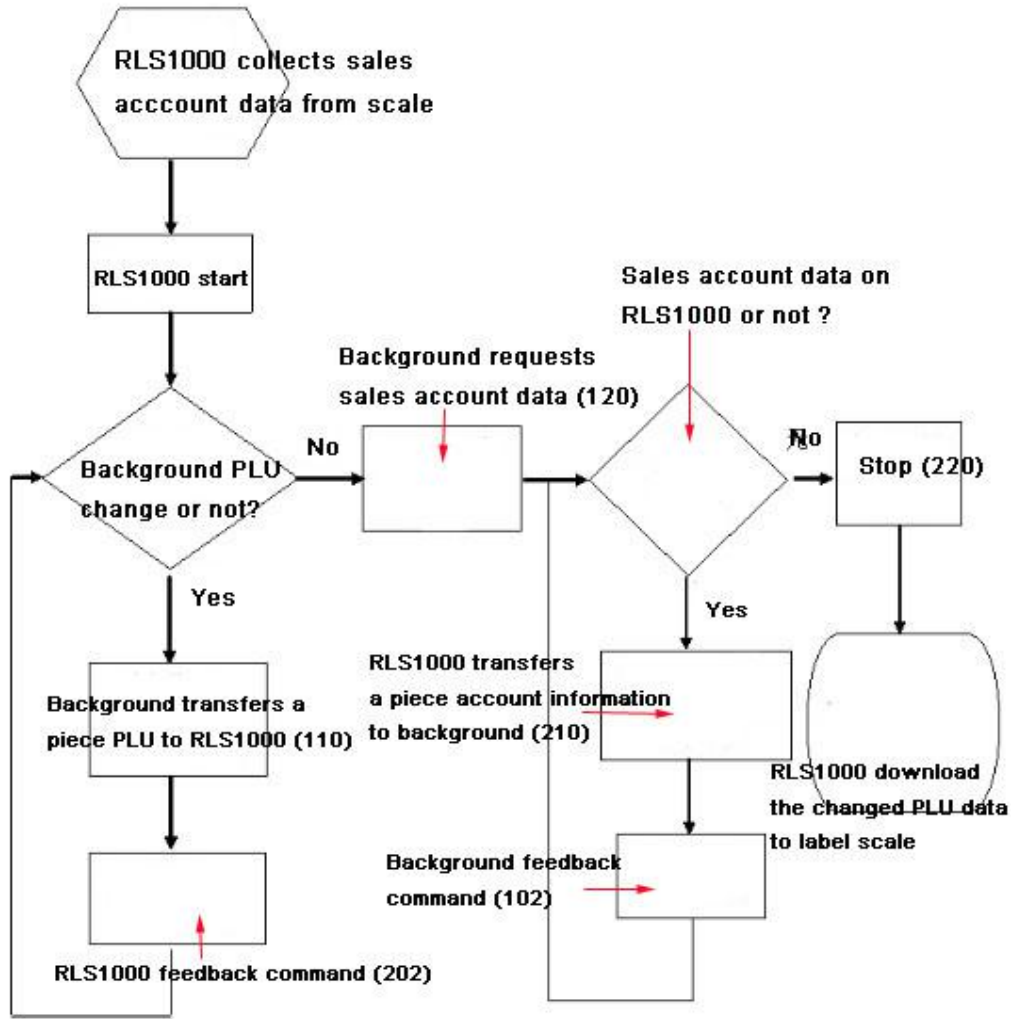 RLS1000 collects sales
acccount data from scale
RLS1000 start
Background PLU
change or not?
No
Yes
Background transfers a
piece PLU to RLS1000 (110)
RLS1000 feedback command (202)
Background requests
sales account data (120)
Sales account data on
RLS1000 or not ?
No
Stop (220)
Yes
RLS1000 transfers
a piece account information
to background (210)
Background feedback
command (102)
RLS1000 download
the changed PLU data
to label scale